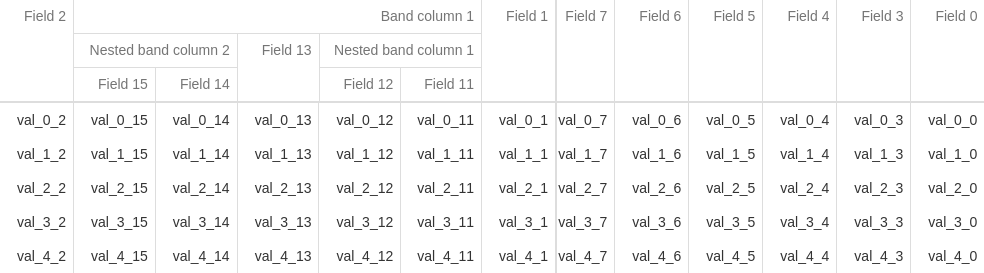 Field 2 Band column 1 Field 1 Field 7 Field 6 Field 5 Field 4 Field 3 Field 0
Nested band column 2 Field 13 Nested band column 1
Field 15 Field 14 Field 12 Field 11
val_0_2 val_0_15 val_0_14 val_0_13 val_0_12 val_0_11 val_0_1 val_0_7 val_0_6 val_0_5 val_0_4 val_0_3 val_0_0
val_1_2 val_1_15 val_1_14 val_1_13 val_1_12 val_1_11 val_1_1 val_1_7 val_1_6 val_1_5 val_1_4 val_1_3 val_1_0
val_2_2 val_2_15 val_2_14 val_2_13 val_2_12 val_2_11 val_2_1 val_2_7 val_2_6 val_2_5 val_2_4 val_2_3 val_2_0
val_3_2 val_3_15 val_3_14 val_3_13 val_3_12 val_3_11 val_3_1 val_3_7 val_3_6 val_3_5 val_3_4 val_3_3 val_3_0
val_4_2 val_4_15 val_4_14 val_4_13 val_4_12 val_4_11 val_4_1 val_4_7 val_4_6 val_4_5 val_4_4 val_4_3 val_4_0